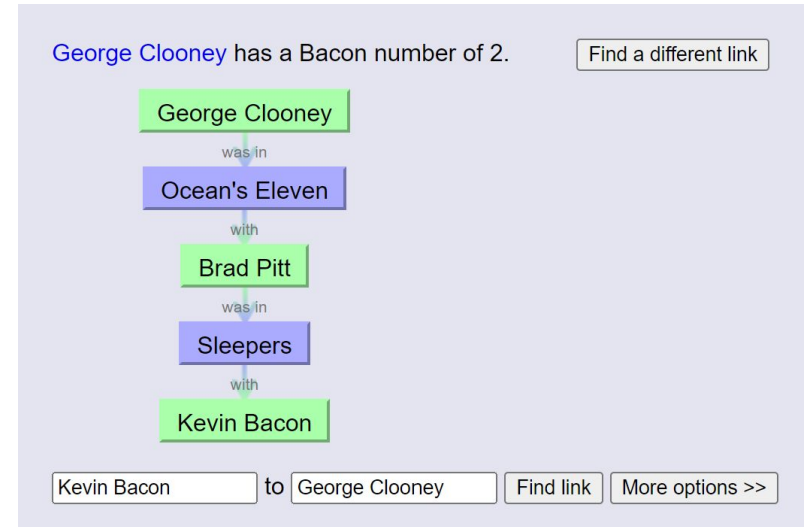 George Clooney has a Bacon number of 2.
Find a different link
George Clooney
was in
Ocean's Eleven
with
Brad Pitt
was in
Sleepers
with
Kevin Bacon
Kevin Bacon to George Clooney Find link More options >>